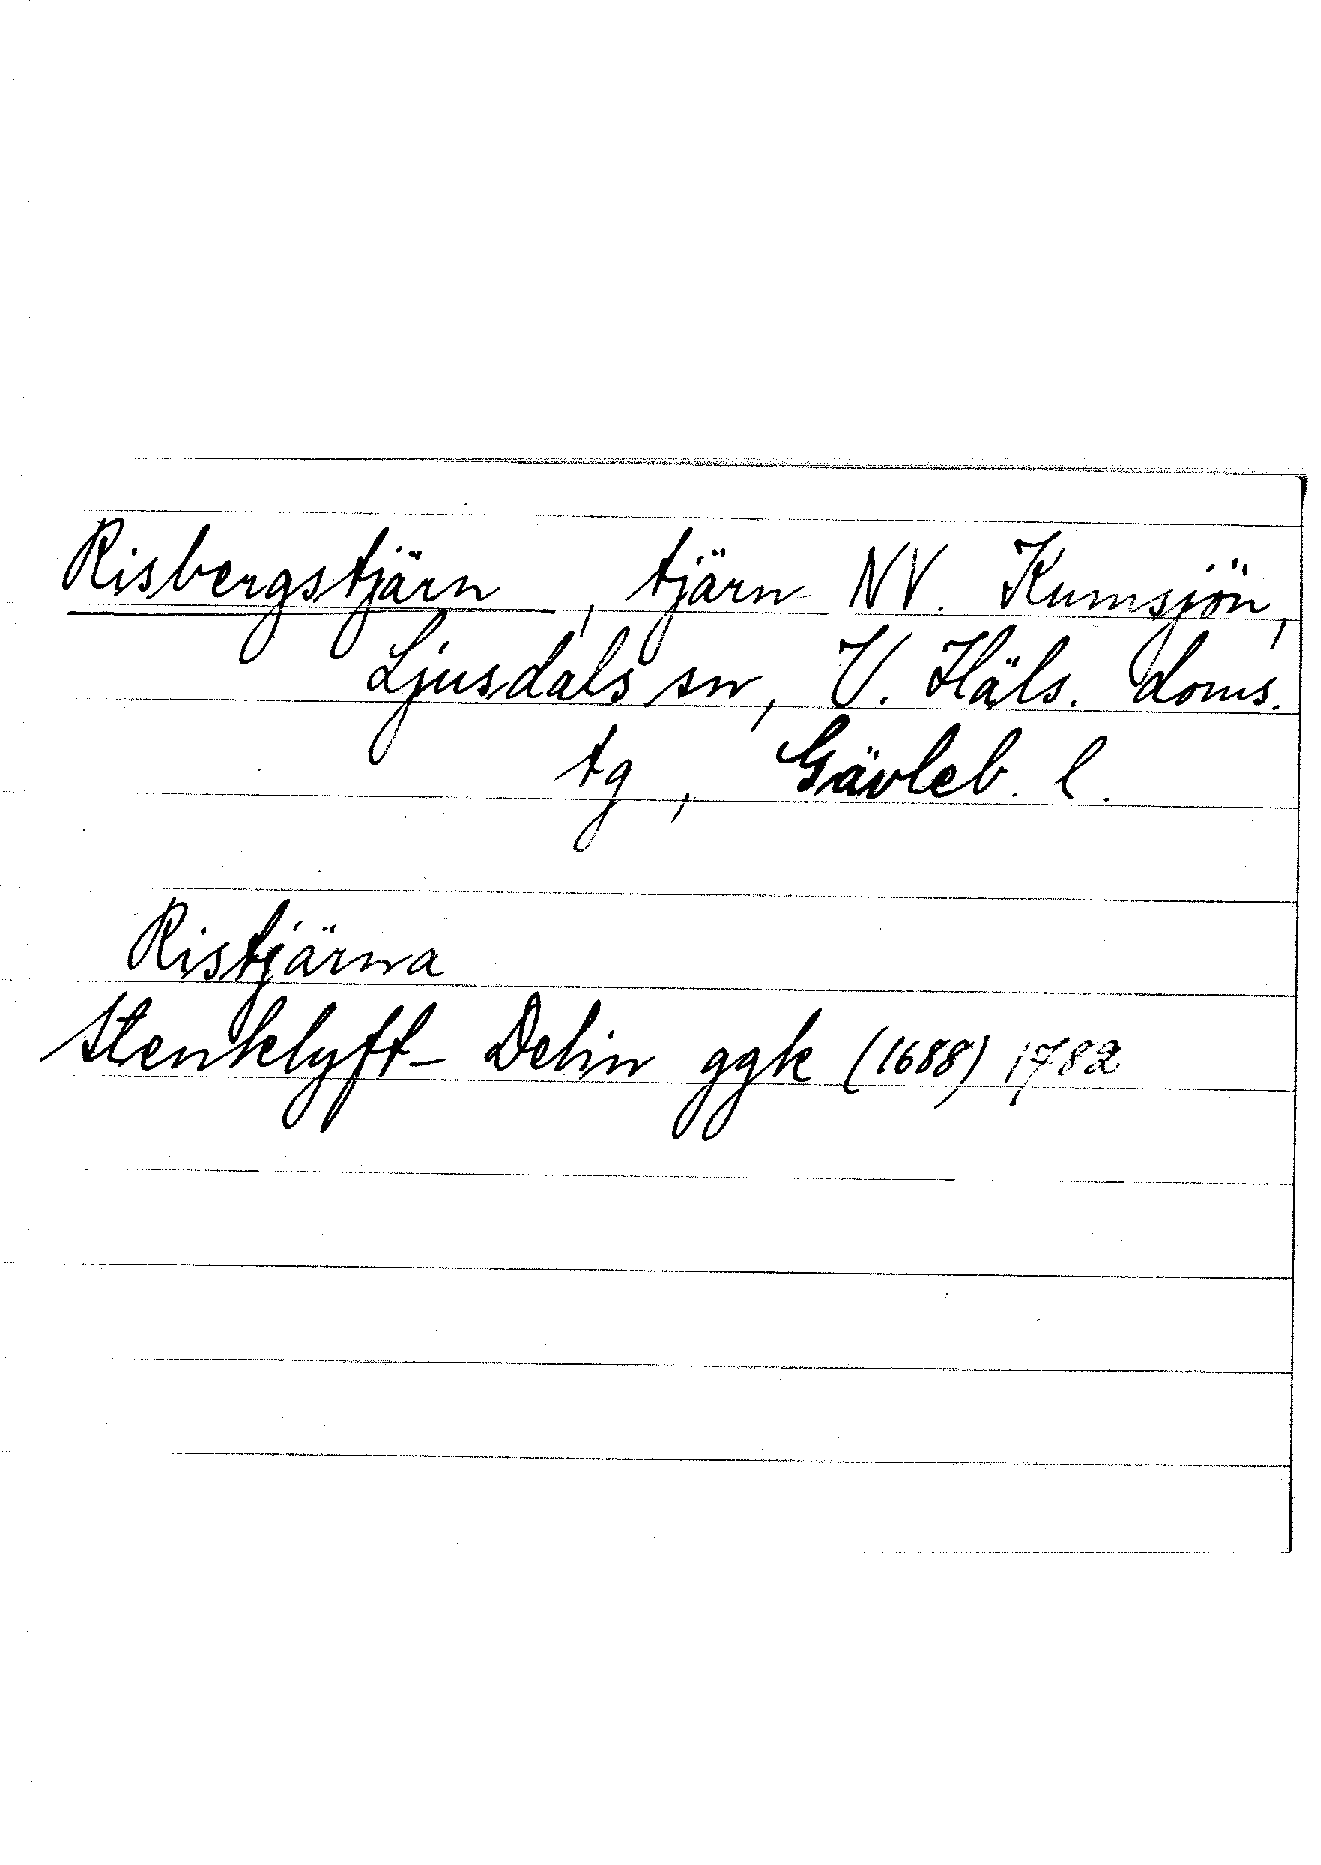 Risbergstjärn, tjärn NV. Kumsjön,
Ljusdals sn, V. Häls. doms.
tg, Gävleb. l.
Ristjärna
Stenklyft- Delin ggk (1688) 1782